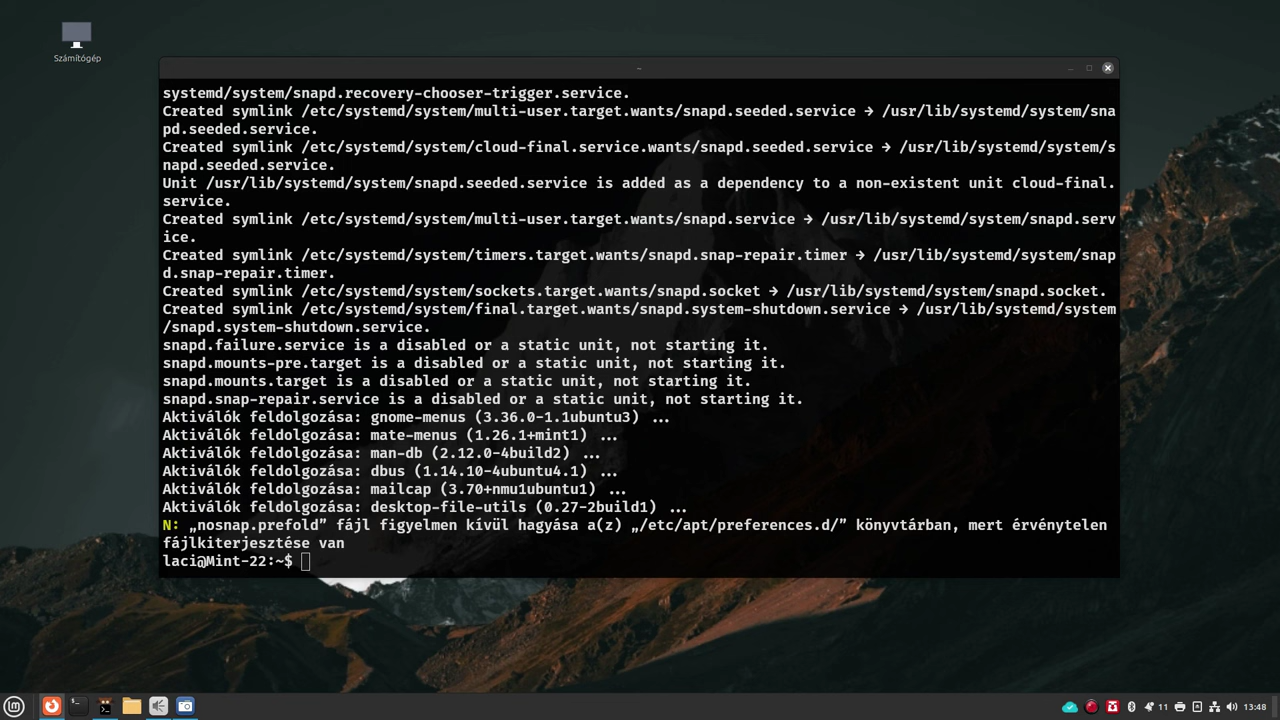 Számítógép
~
systemd/system/snapd.recovery-chooser-trigger.service.
Created symlink /etc/systemd/system/multi-user.target.wants/snapd.seeded.service → /usr/lib/systemd/system/sna
pd.seeded.service.
Created symlink /etc/systemd/system/cloud-final.service.wants/snapd.seeded.service → /usr/lib/systemd/system/s
napd.seeded.service.
Unit /usr/lib/systemd/system/snapd.seeded.service is added as a dependency to a non-existent unit cloud-final.
service.
Created symlink /etc/systemd/system/multi-user.target.wants/snapd.service → /usr/lib/systemd/system/snapd.serv
ice.
Created symlink /etc/systemd/system/timers.target.wants/snapd.snap-repair.timer → /usr/lib/systemd/system/snap
d.snap-repair.timer.
Created symlink /etc/systemd/system/sockets.target.wants/snapd.socket → /usr/lib/systemd/system/snapd.socket.
Created symlink /etc/systemd/system/final.target.wants/snapd.system-shutdown.service → /usr/lib/systemd/system
/snapd.system-shutdown.service.
snapd.failure.service is a disabled or a static unit, not starting it.
snapd.mounts-pre.target is a disabled or a static unit, not starting it.
snapd.mounts.target is a disabled or a static unit, not starting it.
snapd.snap-repair.service is a disabled or a static unit, not starting it.
Aktiválók feldolgozása: gnome-menus (3.36.0-1.1ubuntu3) ...
Aktiválók feldolgozása: mate-menus (1.26.1+mint1) ...
Aktiválók feldolgozása: man-db (2.12.0-4build2) ...
Aktiválók feldolgozása: dbus (1.14.10-4ubuntu4.1) ...
Aktiválók feldolgozása: mailcap (3.70+nmu1ubuntu1) ...
Aktiválók feldolgozása: desktop-file-utils (0.27-2build1) ...
N: „nosnap.prefold” fájl figyelmen kívül hagyása a(z) „/etc/apt/preferences.d/” könyvtárban, mert érvénytelen
fájlkiterjesztése van
laci@Mint-22:~$
11 13:48